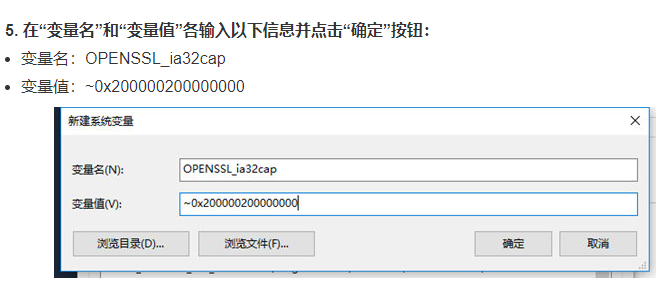 5. 在“变量名”和“变量值”各输入以下信息并点击“确定”按钮：
• 变量名：OPENSSL_ia32cap
• 变量值：~0x200000200000000
新建系统变量
变量名(N): OPENSSL_ia32cap
变量值(V): ~0x200000200000000
浏览目录(D)... 浏览文件(F)... 确定 取消